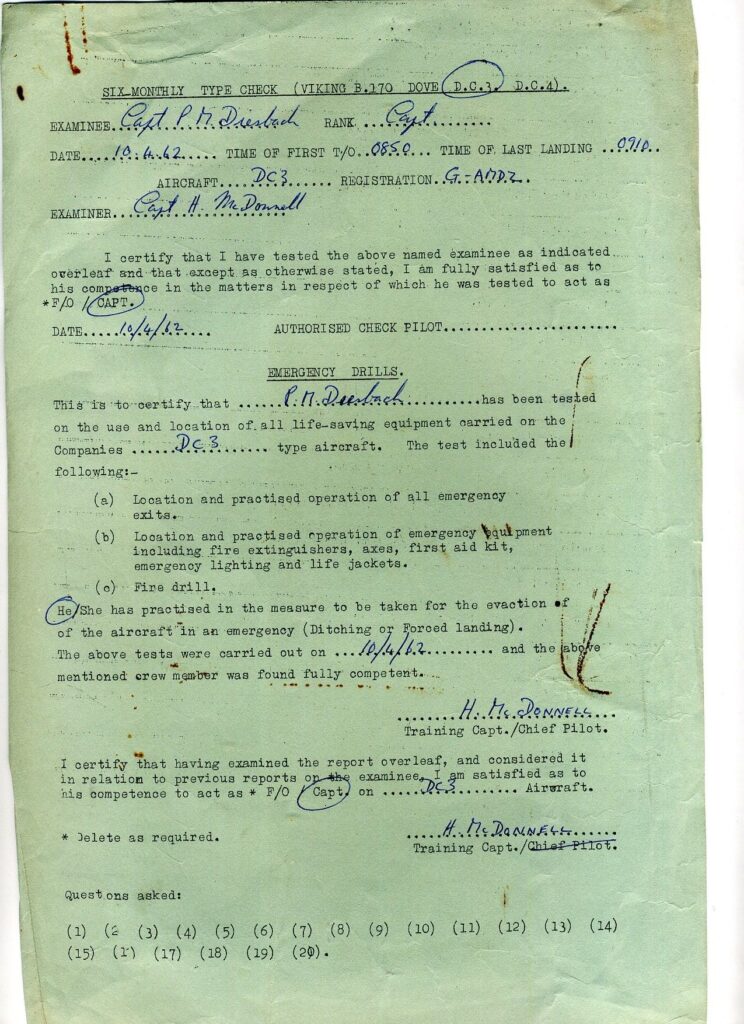 SIX-MONTHLY TYPE CHECK (VIKING B.170 DOVE D.C.3. D.C.4).
EXAMINEE..Capt P. M. Diesbach RANK ...Capt..........
DATE....10.4.62..... TIME OF FIRST T/O..0850... TIME OF LAST LANDING ..0910..
AIRCRAFT....DC3...... REGISTRATION..G-AMDZ.
EXAMINER...Capt H. McDonnell
I certify that I have tested the above named examinee as indicated
overleaf and that except as otherwise stated, I am fully satisfied as to
his competence in the matters in respect of which he was tested to act as
* F/O / CAPT.
DATE.....10/4/62..... AUTHORISED CHECK PILOT.......................
EMERGENCY DRILLS.
This is to certify that ......P. M. Diesbach..........has been tested
on the use and location of all life-saving equipment carried on the
Companies ......DC3........ type aircraft. The test included the
following:-
(a) Location and practised operation of all emergency
exits.
(b) Location and practised operation of emergency equipment
including fire extinguishers, axes, first aid kit,
emergency lighting and life jackets.
(c) Fire drill.
He/She has practised in the measure to be taken for the evaction of
of the aircraft in an emergency (Ditching or Forced landing).
The above tests were carried out on ....10/4/62.......... and the above
mentioned crew member was found fully competent.
........H. McDONNELL....
Training Capt./Chief Pilot.
I certify that having examined the report overleaf, and considered it
in relation to previous reports on the examinee, I am satisfied as to
his competence to act as * F/O / Capt. on ......DC3......... Aircraft.
* Delete as required.
.....H. McDONNELL......
Training Capt./Chief Pilot.
Questons asked:
(1) (2 (3) (4) (5) (6) (7) (8) (9) (10) (11) (12) (13) (14)
(15) (1) (17) (18) (19) (20).